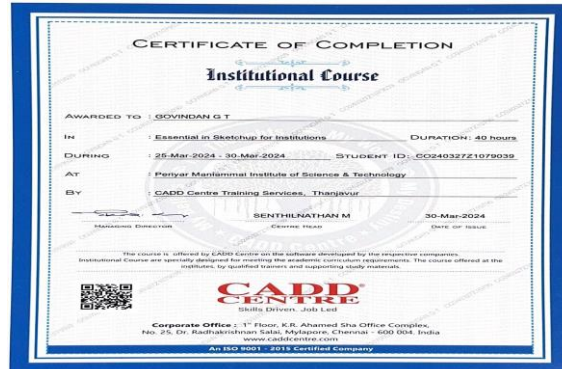 CERTIFICATE OF COMPLETION
Institutional Course
AWARDED TO : GOVINDAN G T
IN : Essential in Sketchup for Institutions DURATION: 40 hours
DURING : 25-Mar-2024 - 30-Mar-2024 STUDENT ID: CO240327Z1079039
AT : Periyar Maniammai Institute of Science & Technology
BY : CADD Centre Training Services, Thanjavur
SENTHILNATHAN M 30-Mar-2024
MANAGING DIRECTOR CENTRE HEAD DATE OF ISSUE
The course is offered by CADD Centre on the software developed by the respective companies.
Institutional Course are specially designed for meeting the academic curriculum requirements. The course offered at the
institutes, by qualified trainers and supporting study materials.
CADD
CENTRE
Skills Driven. Job Led
Corporate Office : 1st Floor, K.R. Ahamed Sha Office Complex,
No. 25, Dr. Radhakrishnan Salai, Mylapore, Chennai - 600 004. India
www.caddcentre.com
An ISO 9001 - 2015 Certified Company